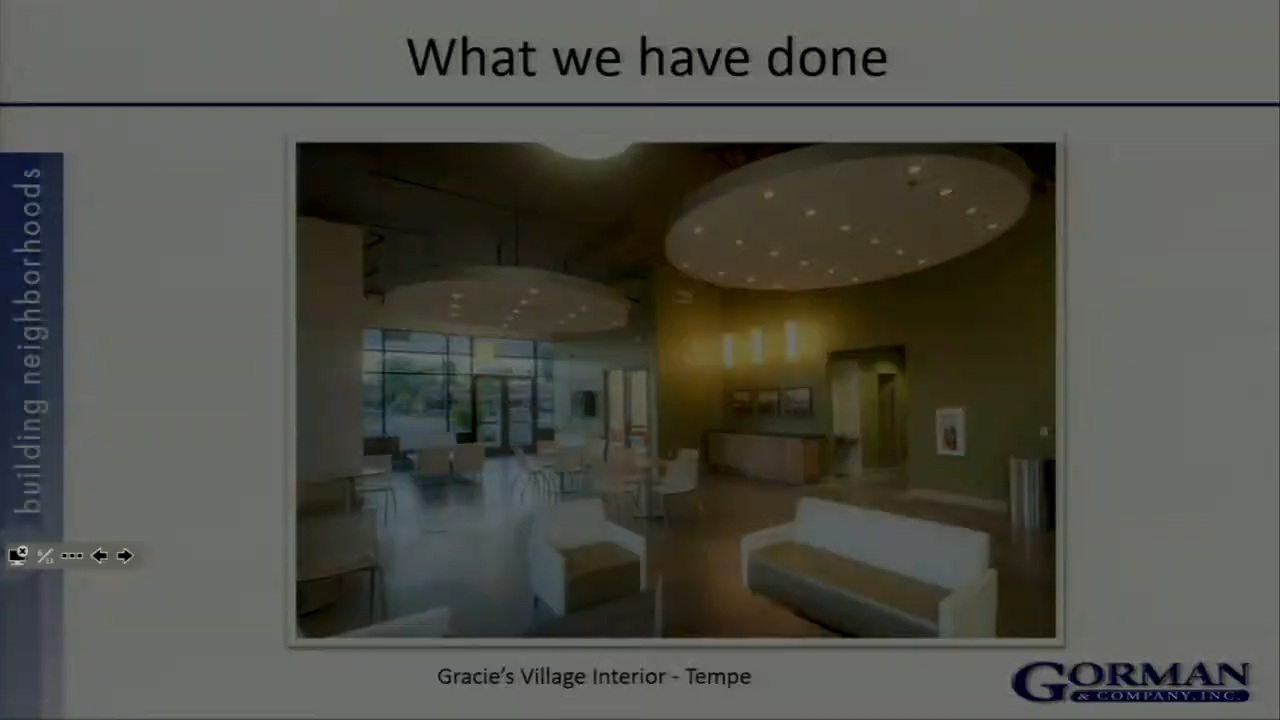 What we have done
building neighborhoods
Gracie's Village Interior - Tempe
GORMAN
& COMPANY, INC.